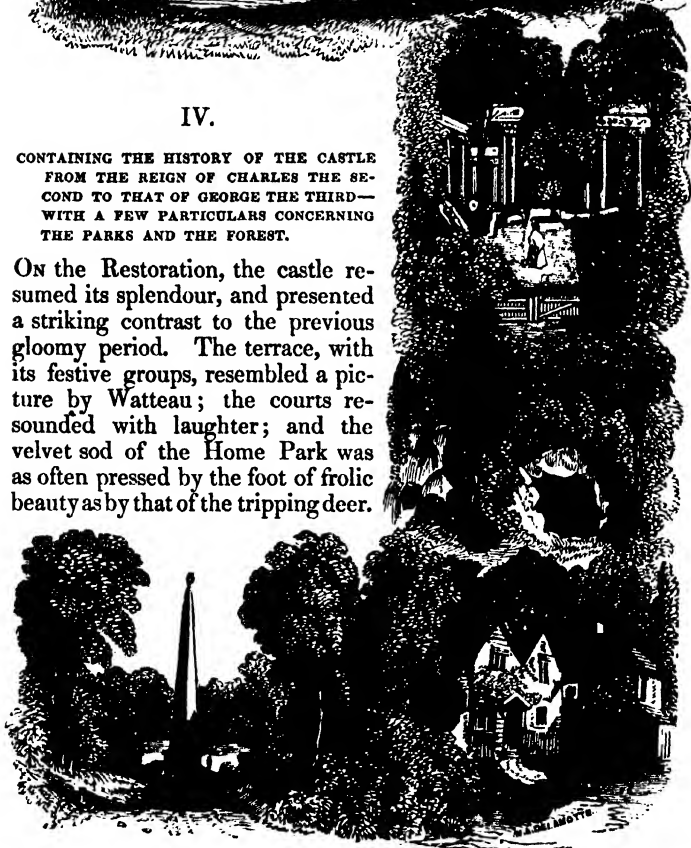 IV.
CONTAINING THE HISTORY OF THE CASTLE
FROM THE REIGN OF CHARLES THE SE-
COND TO THAT OF GEORGE THE THIRD—
WITH A FEW PARTICULARS CONCERNING
THE PARKS AND THE FOREST.
ON the Restoration, the castle re-
sumed its splendour, and presented
a striking contrast to the previous
gloomy period. The terrace, with
its festive groups, resembled a pic-
ture by Watteau; the courts re-
sounded with laughter; and the
velvet sod of the Home Park was
as often pressed by the foot of frolic
beauty as by that of the tripping deer.